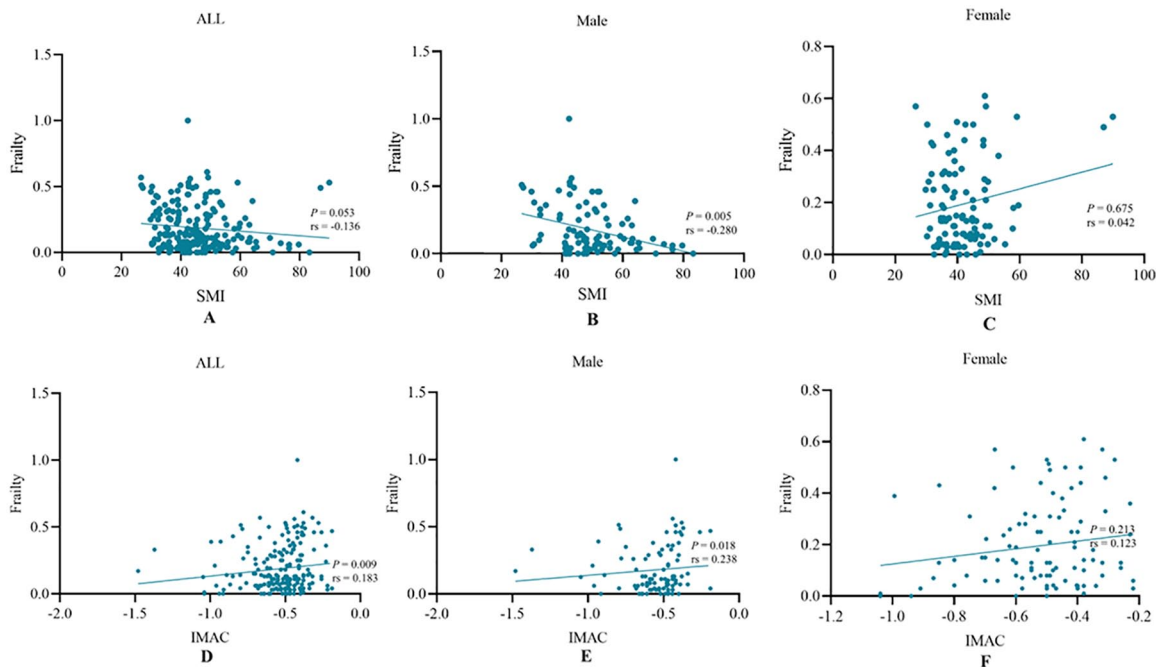 ALL
1.5
1.0
0.5
0.0
Frailty
P = 0.053
rs = -0.136
0 20 40 60 80 100
SMI
A
Male
1.5
1.0
0.5
0.0
Frailty
P = 0.005
rs = -0.280
0 20 40 60 80 100
SMI
B
Female
0.8
0.6
0.4
0.2
0.0
Frailty
P = 0.675
rs = 0.042
0 20 40 60 80 100
SMI
C
ALL
1.5
1.0
0.5
0.0
Frailty
P = 0.009
rs = 0.183
-2.0 -1.5 -1.0 -0.5 0.0
IMAC
D
Male
1.5
1.0
0.5
0.0
Frailty
P = 0.018
rs = 0.238
-2.0 -1.5 -1.0 -0.5 0.0
IMAC
E
Female
0.8
0.6
0.4
0.2
0.0
Frailty
P = 0.213
rs = 0.123
-1.2 -1.0 -0.8 -0.6 -0.4 -0.2
IMAC
F